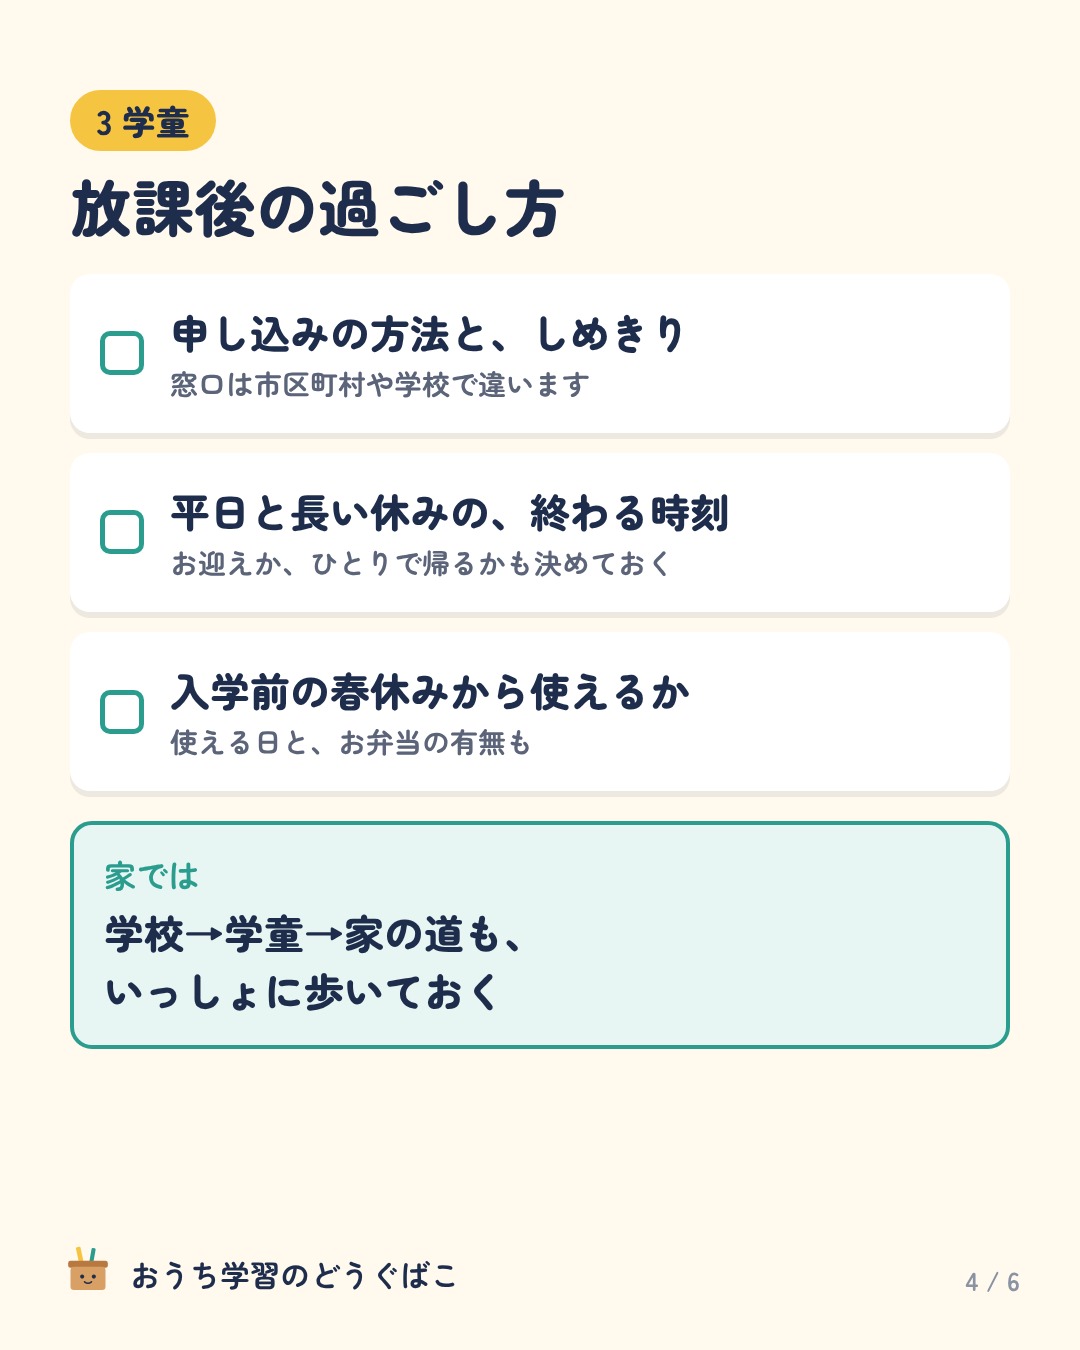 3 学童
放課後の過ごし方
申し込みの方法と、しめきり
窓口は市区町村や学校で違います
平日と長い休みの、終わる時刻
お迎えか、ひとりで帰るかも決めておく
入学前の春休みから使えるか
使える日と、お弁当の有無も
家では
学校→学童→家の道も、
いっしょに歩いておく
おうち学習のどうぐばこ
4 / 6